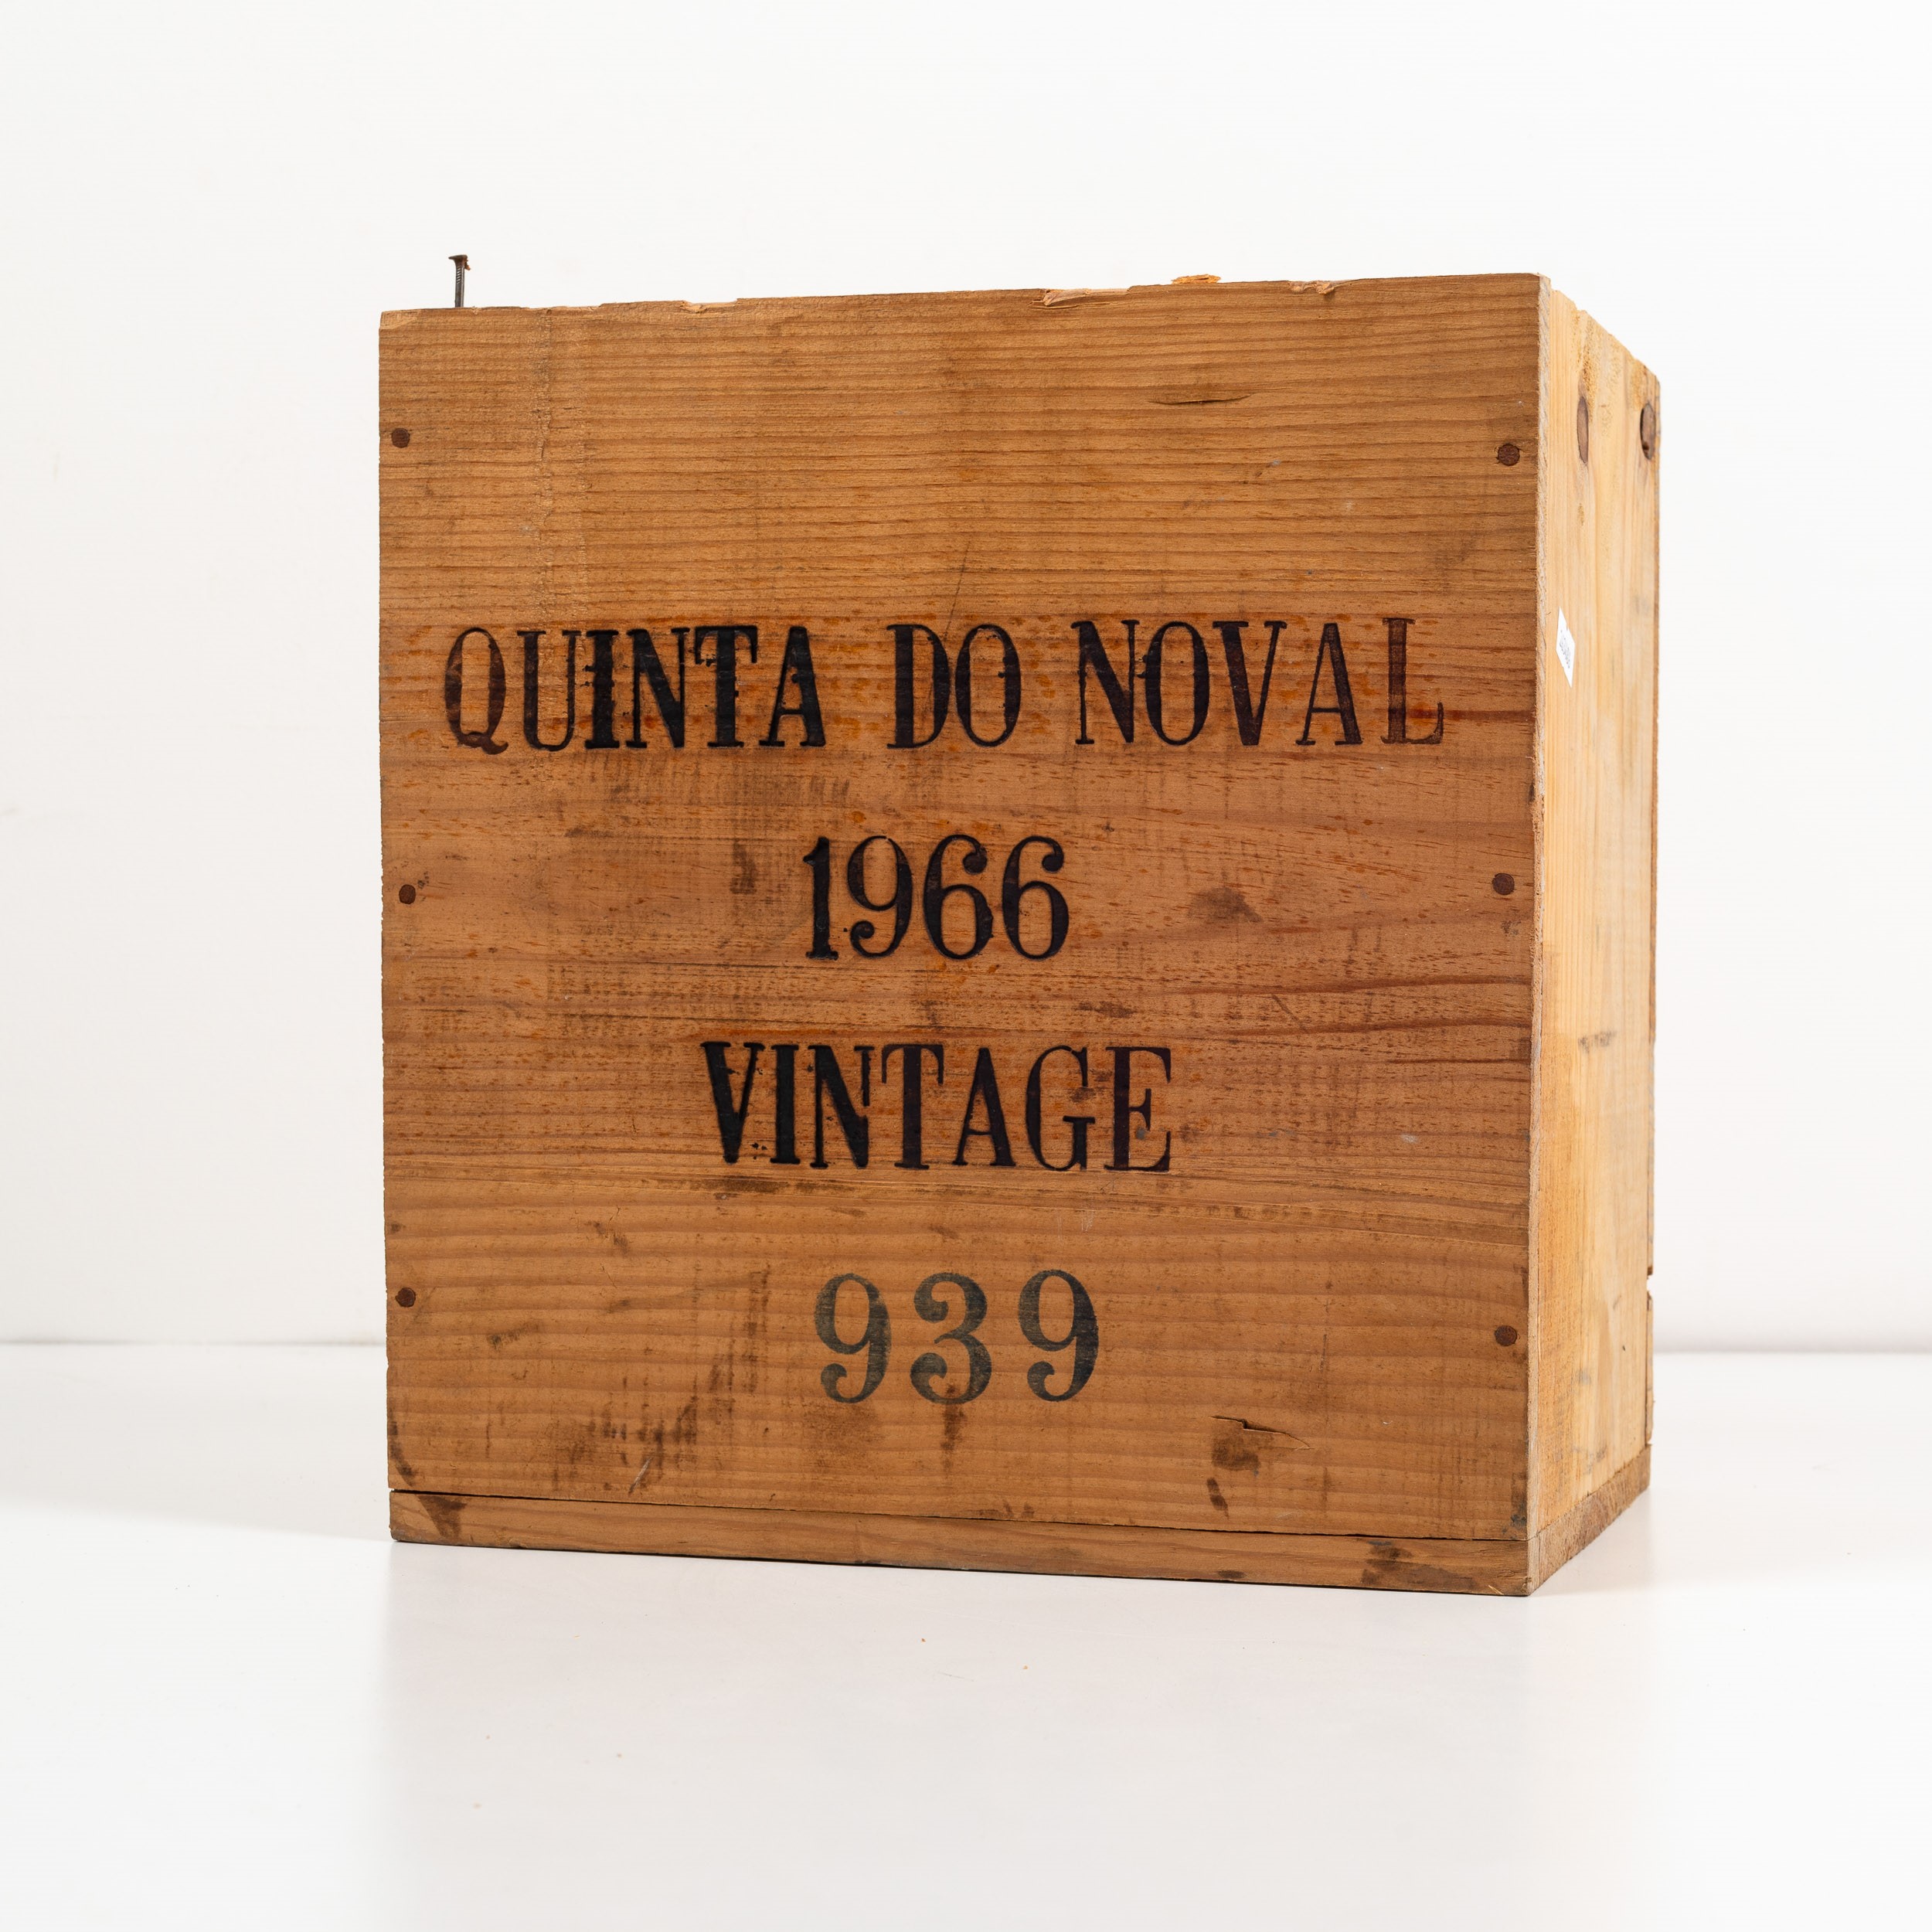 QUINTA DO NOVAL
1966
VINTAGE
939